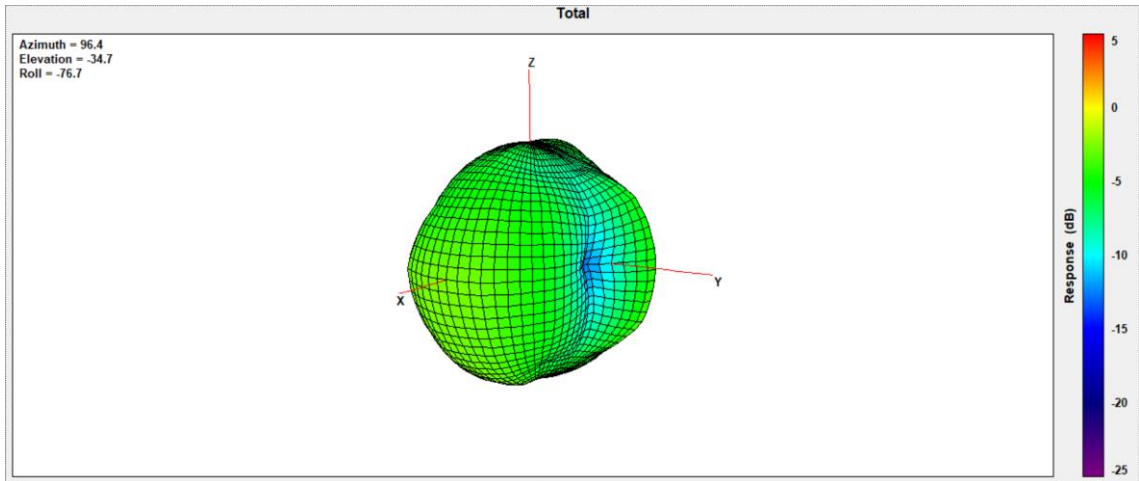 Total
Azimuth = 96.4
Elevation = -34.7
Roll = -76.7
Z
X
Y
5
0
-5
-10
-15
-20
-25
Response (dB)